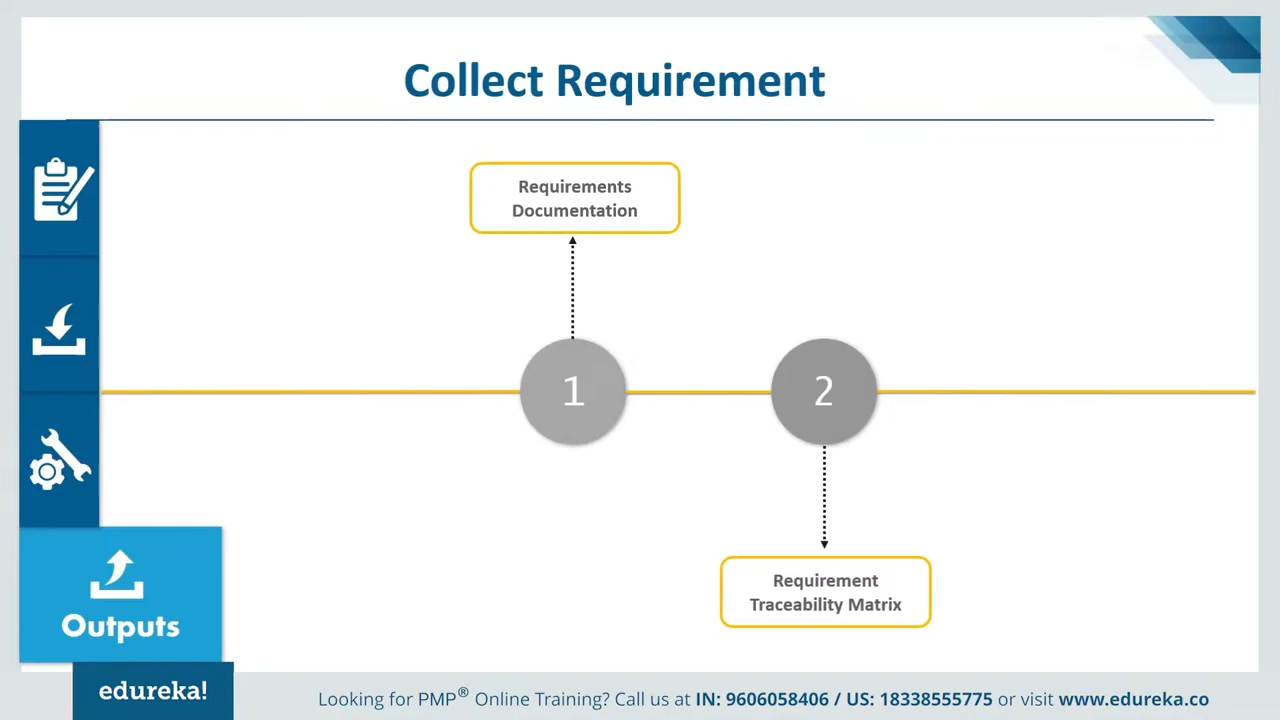 Collect Requirement
Requirements
Documentation
1
2
Requirement
Traceability Matrix
Outputs
edureka!
Looking for PMP® Online Training? Call us at IN: 9606058406 / US: 18338555775 or visit www.edureka.co